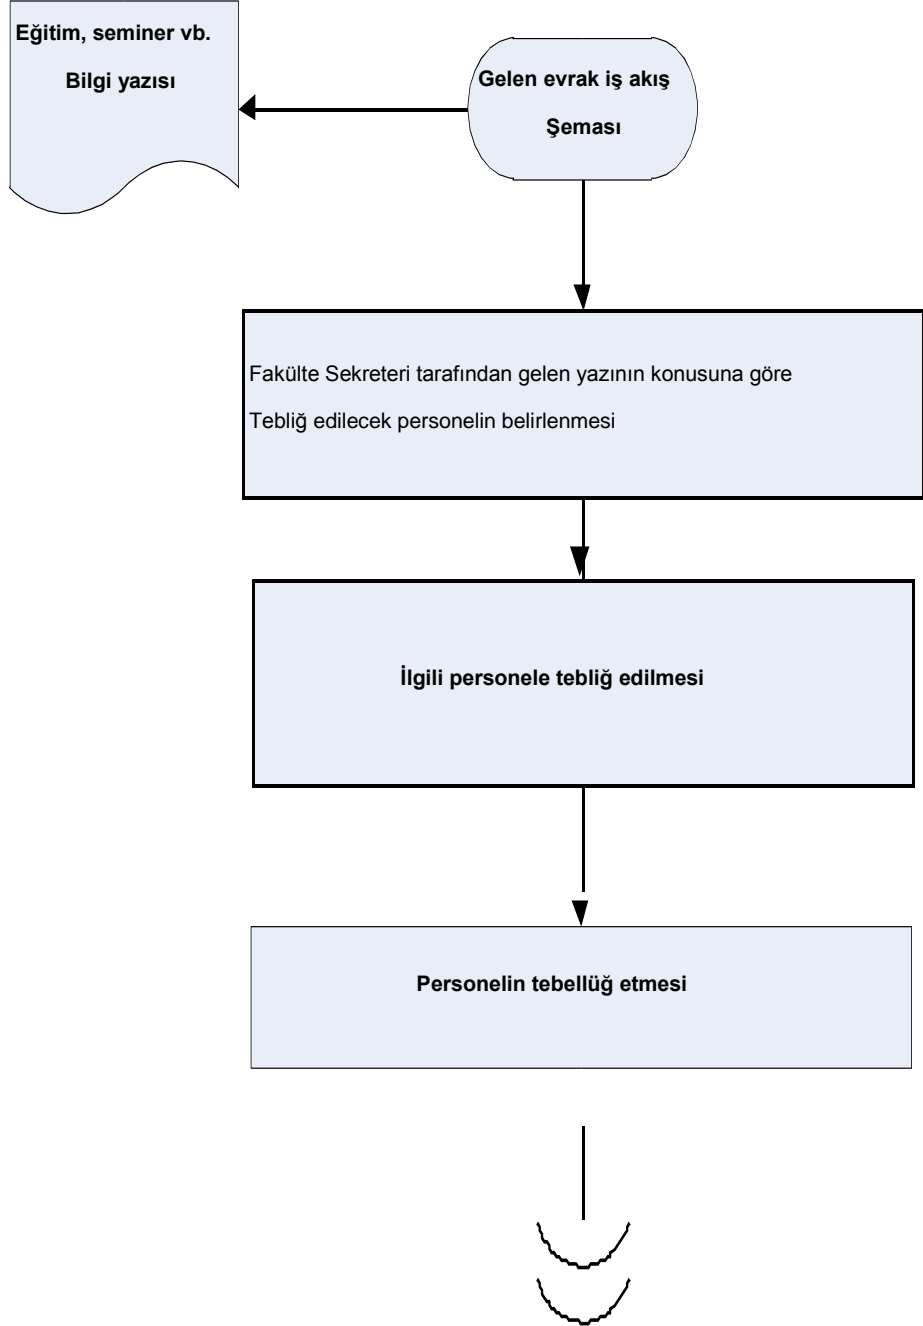 Eğitim, seminer vb.
Bilgi yazısı
Gelen evrak iş akış
Şeması
Fakülte Sekreteri tarafından gelen yazının konusuna göre
Tebliğ edilecek personelin belirlenmesi
İlgili personele tebliğ edilmesi
Personelin tebellüğ etmesi